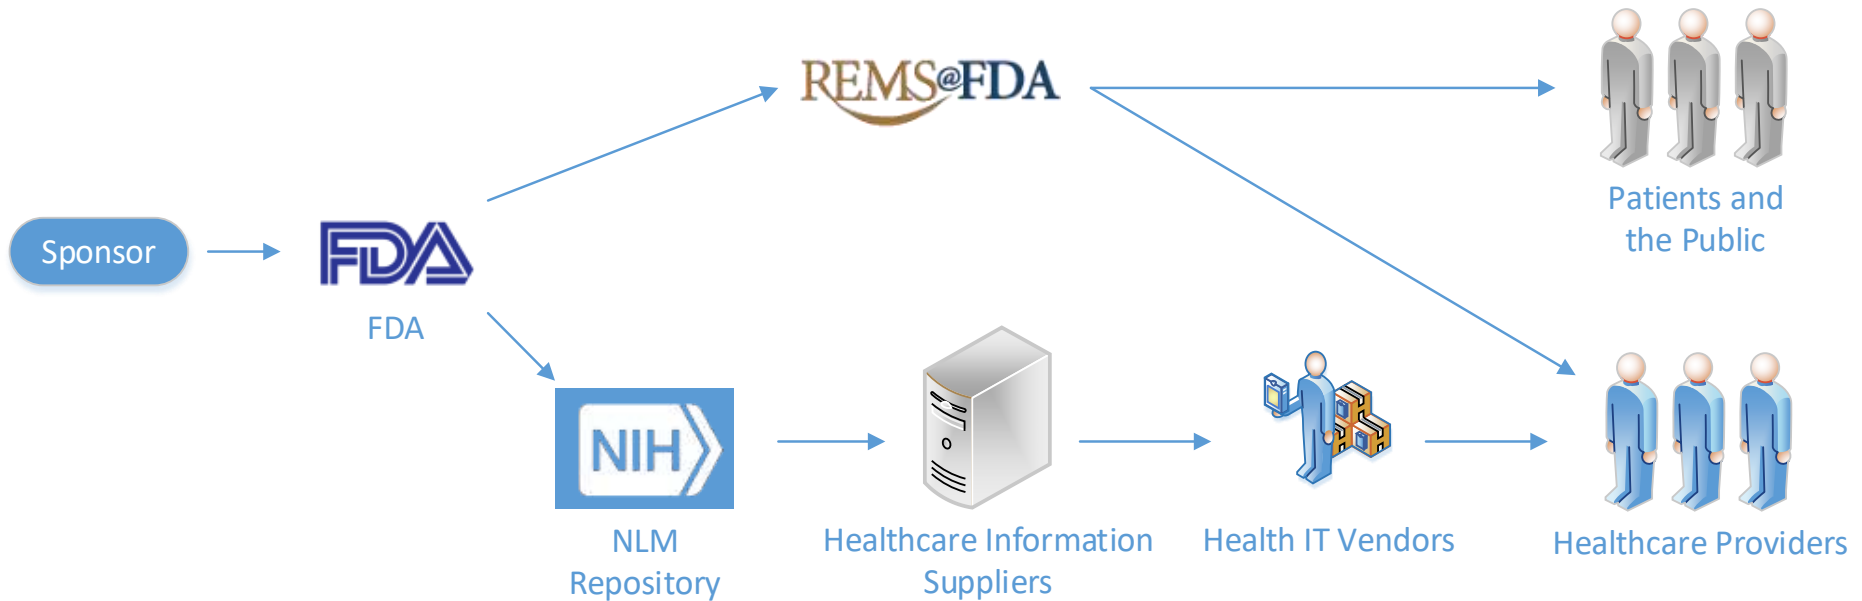 REMS@FDA
Patients and
the Public
Sponsor
FDA
FDA
NIH
NLM
Repository
Healthcare Information
Suppliers
Health IT Vendors
Healthcare Providers